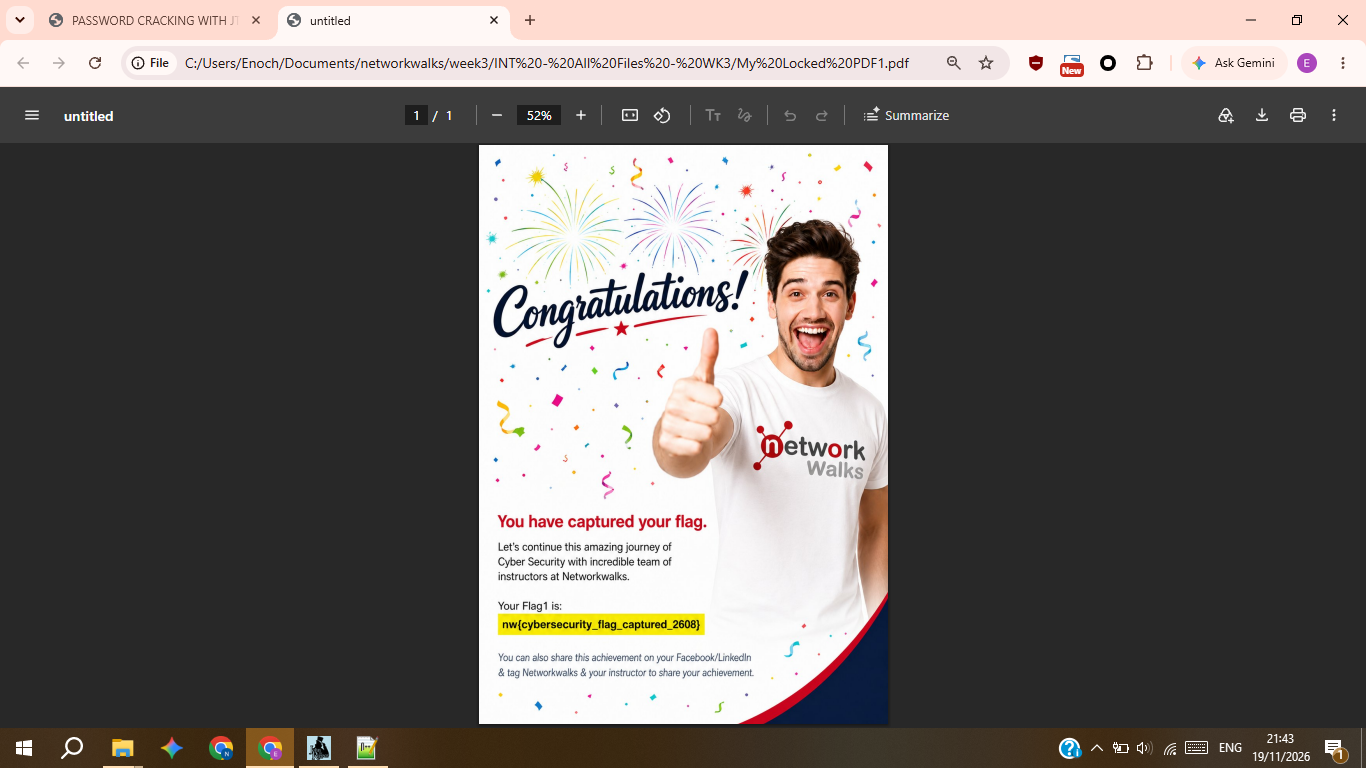 PASSWORD CRACKING WITH JT
untitled
File
C:/Users/Enoch/Documents/networkwalks/week3/INT%20-%20All%20Files%20-%20WK3/My%20Locked%20PDF1.pdf
New
Ask Gemini
E
untitled
1 / 1
52%
Summarize
Congratulations!
network
Walks
You have captured your flag.
Let's continue this amazing journey of
Cyber Security with incredible team of
instructors at Networkwalks.
Your Flag1 is:
nw{cybersecurity_flag_captured_2608}
You can also share this achievement on your Facebook/LinkedIn
& tag Networkwalks & your instructor to share your achievement.
N
E
ENG
21:43
19/11/2026
1